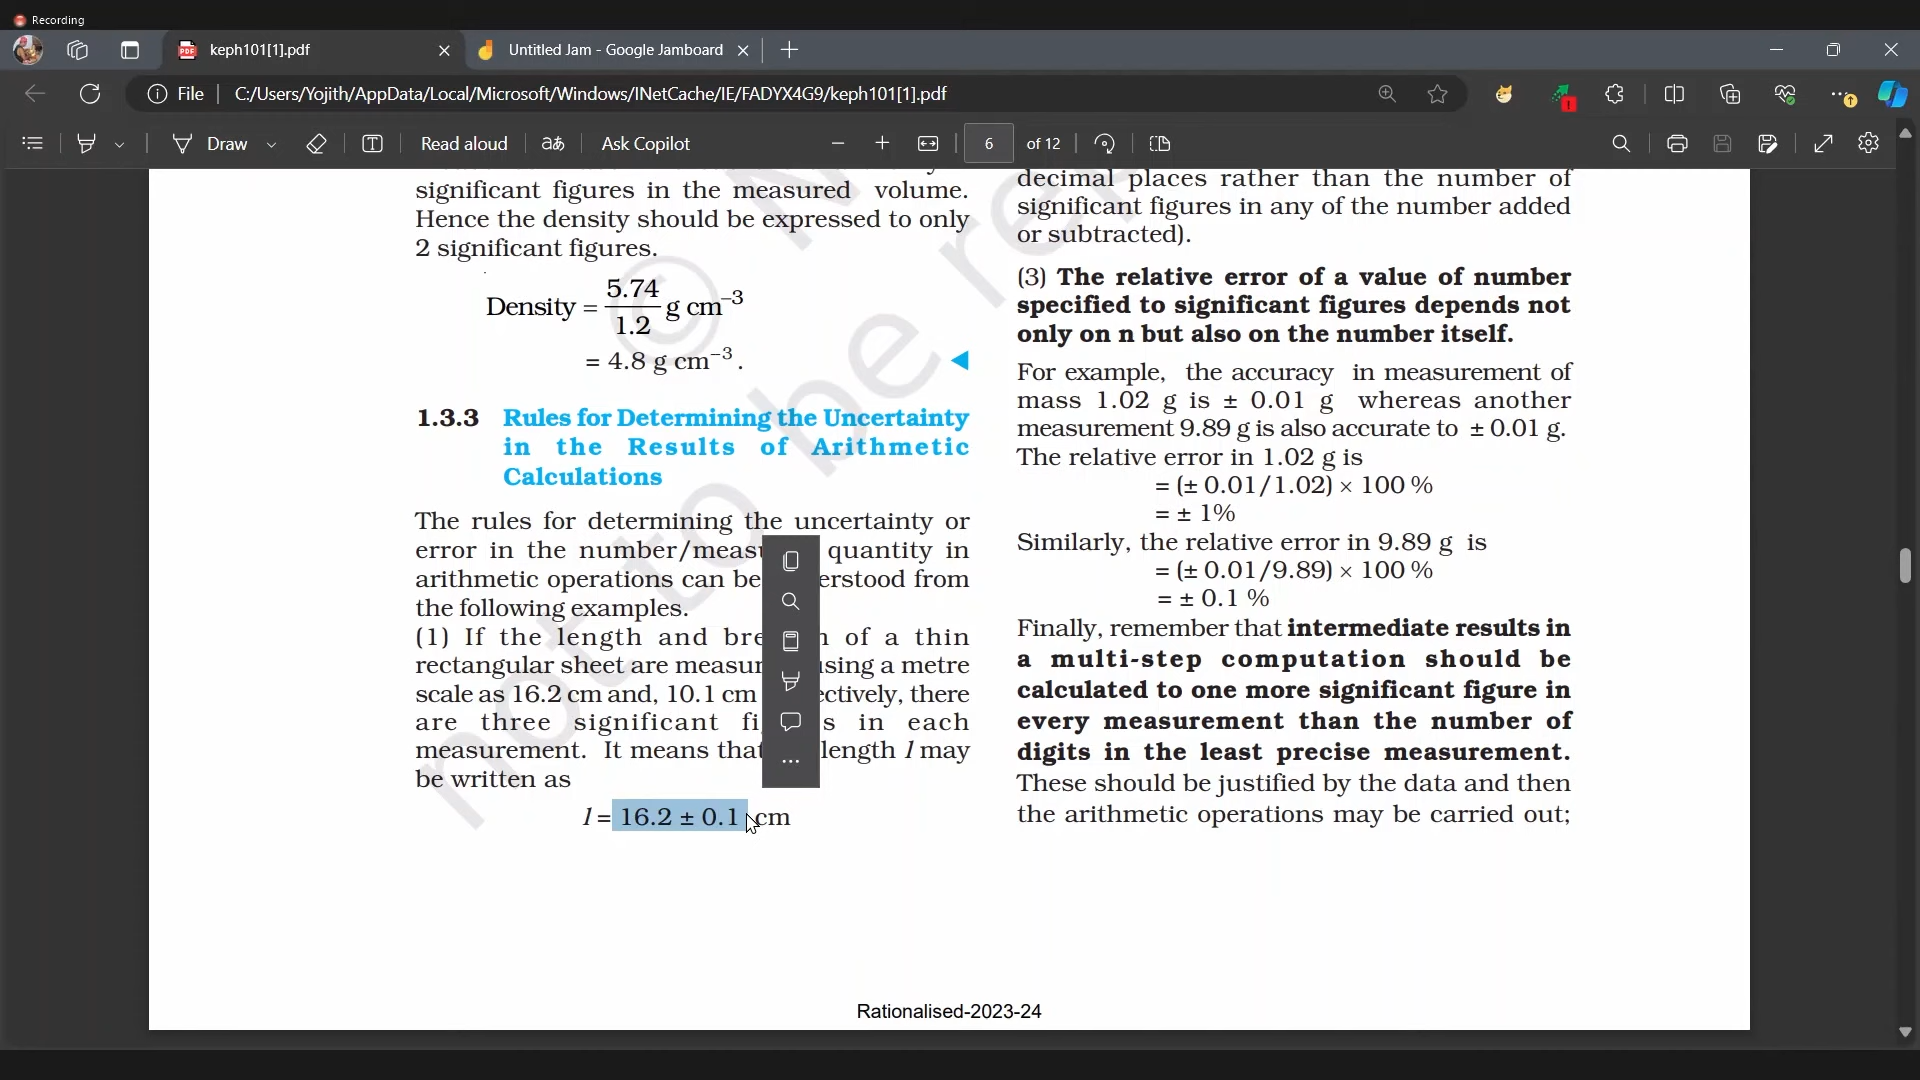 Recording
keph101[1].pdf
Untitled Jam - Google Jamboard
File
C:/Users/Yojith/AppData/Local/Microsoft/Windows/INetCache/IE/FADYX4G9/keph101[1].pdf
Draw
Read aloud
aあ
Ask Copilot
6 of 12
significant figures in the measured volume.
Hence the density should be expressed to only
2 significant figures.
Density = 5.74/1.2 g cm⁻³
= 4.8 g cm⁻³ .
1.3.3 Rules for Determining the Uncertainty
in the Results of Arithmetic
Calculations
The rules for determining the uncertainty or
error in the number/meas quantity in
arithmetic operations can be erstood from
the following examples.
(1) If the length and bre h of a thin
rectangular sheet are measur using a metre
scale as 16.2 cm and, 10.1 cm ectively, there
are three significant fi s in each
measurement. It means that length l may
be written as
l = 16.2 ± 0.1 cm
decimal places rather than the number of
significant figures in any of the number added
or subtracted).
(3) The relative error of a value of number
specified to significant figures depends not
only on n but also on the number itself.
For example, the accuracy in measurement of
mass 1.02 g is ± 0.01 g whereas another
measurement 9.89 g is also accurate to ± 0.01 g.
The relative error in 1.02 g is
= (± 0.01/1.02) × 100 %
= ± 1%
Similarly, the relative error in 9.89 g is
= (± 0.01/9.89) × 100 %
= ± 0.1 %
Finally, remember that intermediate results in
a multi-step computation should be
calculated to one more significant figure in
every measurement than the number of
digits in the least precise measurement.
These should be justified by the data and then
the arithmetic operations may be carried out;
Rationalised-2023-24
not to be re